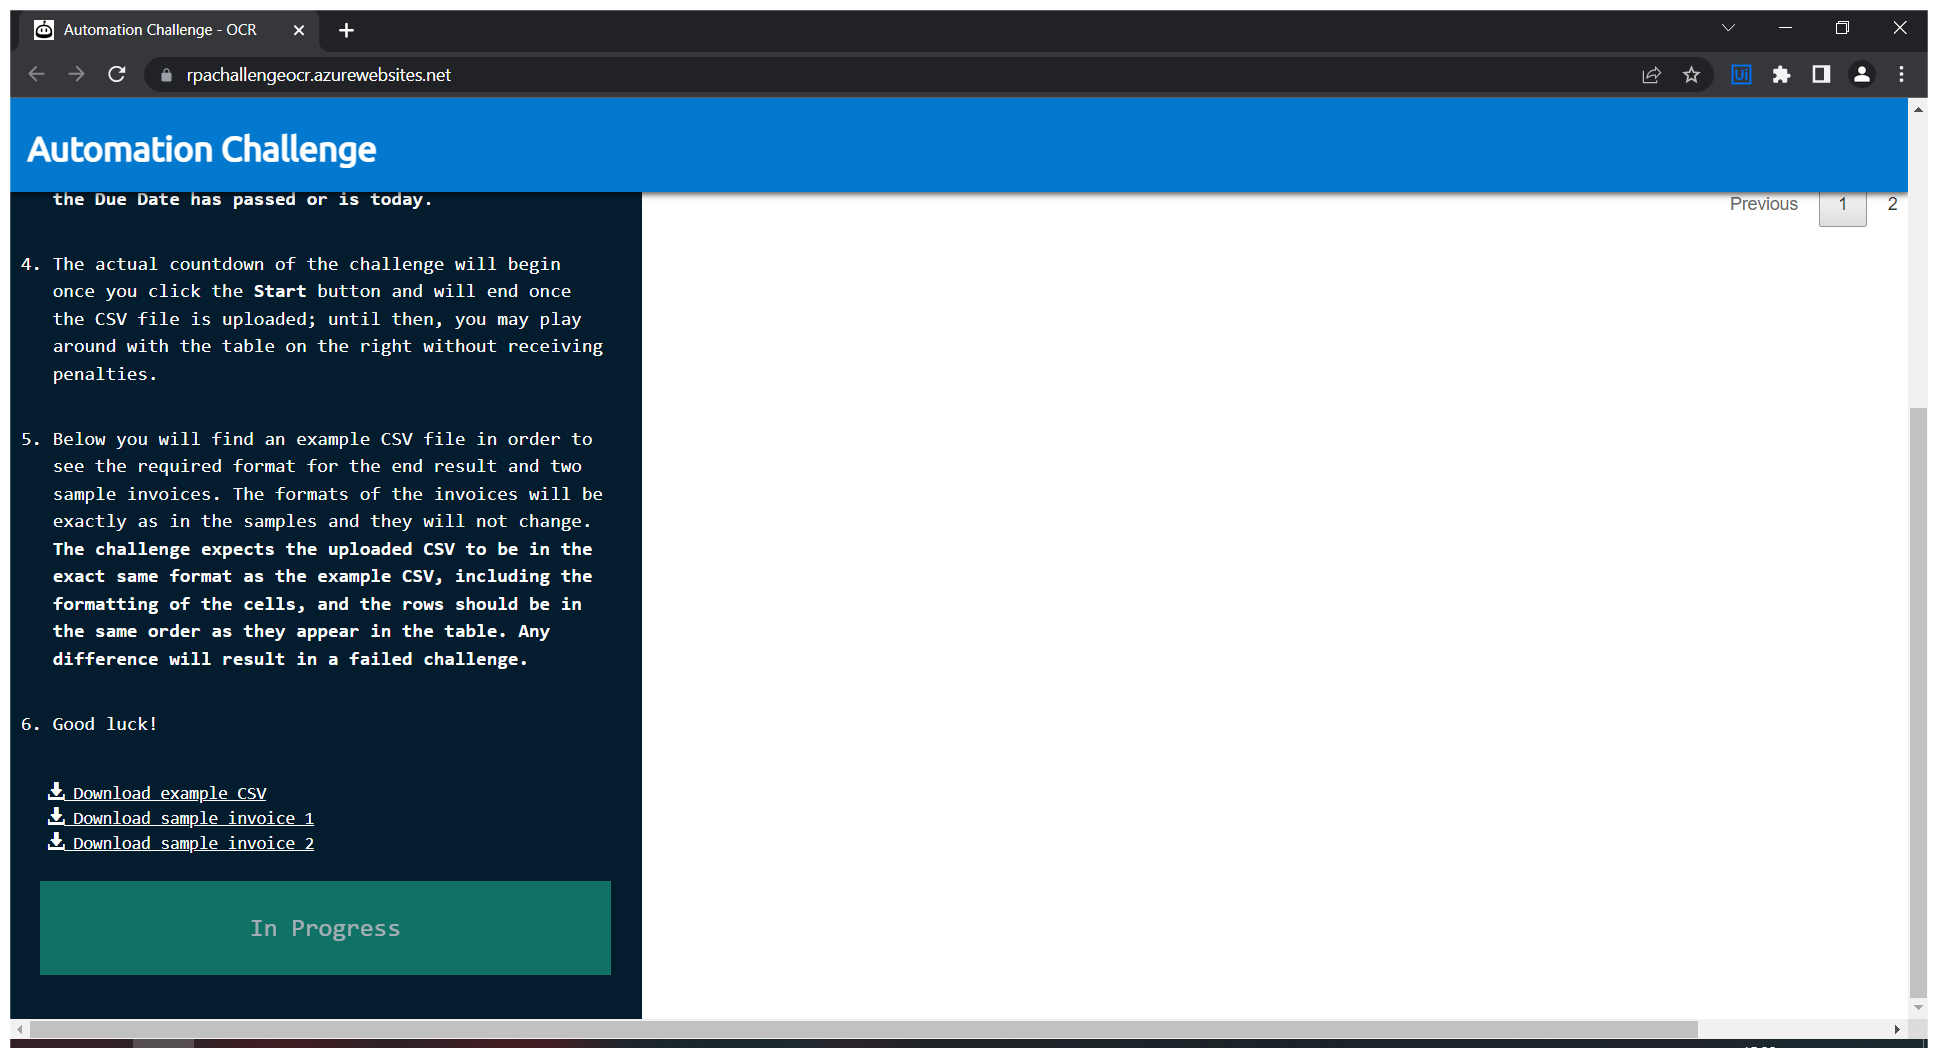 Automation Challenge - OCR
rpachallengeocr.azurewebsites.net
Ui
Automation Challenge
the Due Date has passed or is today.
Previous 1 2
4. The actual countdown of the challenge will begin
once you click the Start button and will end once
the CSV file is uploaded; until then, you may play
around with the table on the right without receiving
penalties.
5. Below you will find an example CSV file in order to
see the required format for the end result and two
sample invoices. The formats of the invoices will be
exactly as in the samples and they will not change.
The challenge expects the uploaded CSV to be in the
exact same format as the example CSV, including the
formatting of the cells, and the rows should be in
the same order as they appear in the table. Any
difference will result in a failed challenge.
6. Good luck!
Download example CSV
Download sample invoice 1
Download sample invoice 2
In Progress